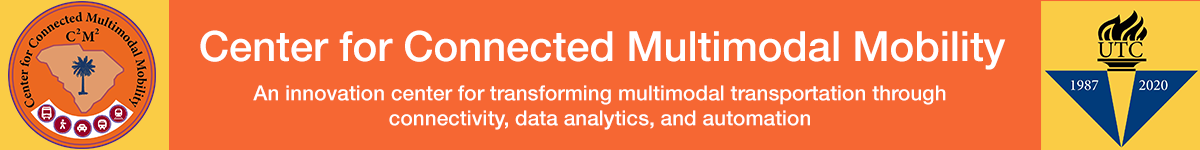 Center for Connected Multimodal Mobility
C²M²
Center for Connected Multimodal Mobility
An innovation center for transforming multimodal transportation through
connectivity, data analytics, and automation
UTC
1987 2020